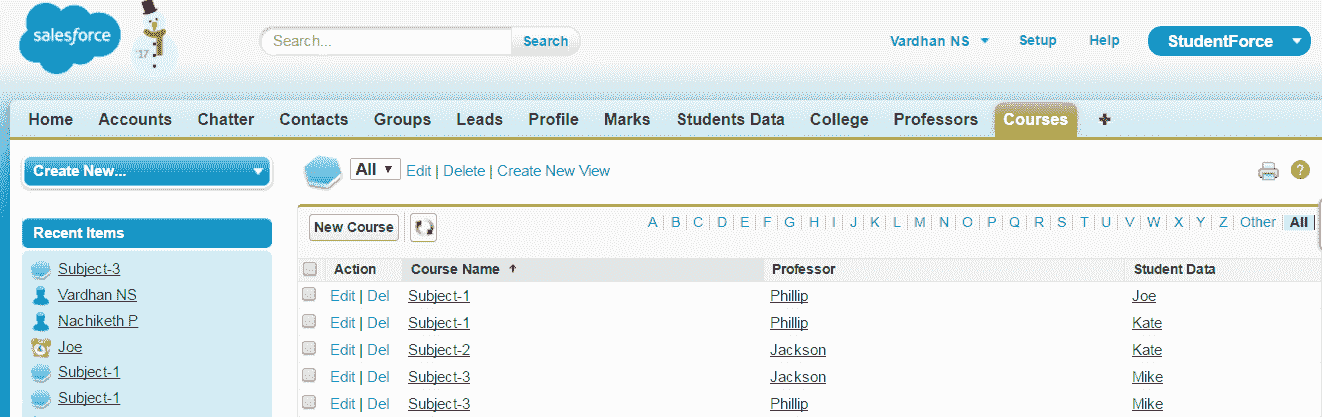 salesforce
'17
Search...
Search
Vardhan NS
Setup
Help
StudentForce
Home Accounts Chatter Contacts Groups Leads Profile Marks Students Data College Professors Courses +
Create New...
All Edit | Delete | Create New View
?
Recent Items
Subject-3
Vardhan NS
Nachiketh P
Joe
Subject-1
Subject-1
New Course
A | B | C | D | E | F | G | H | I | J | K | L | M | N | O | P | Q | R | S | T | U | V | W | X | Y | Z | Other | All
Action Course Name ↑ Professor Student Data
Edit | Del Subject-1 Phillip Joe
Edit | Del Subject-1 Phillip Kate
Edit | Del Subject-2 Jackson Kate
Edit | Del Subject-3 Jackson Mike
Edit | Del Subject-3 Phillip Mike